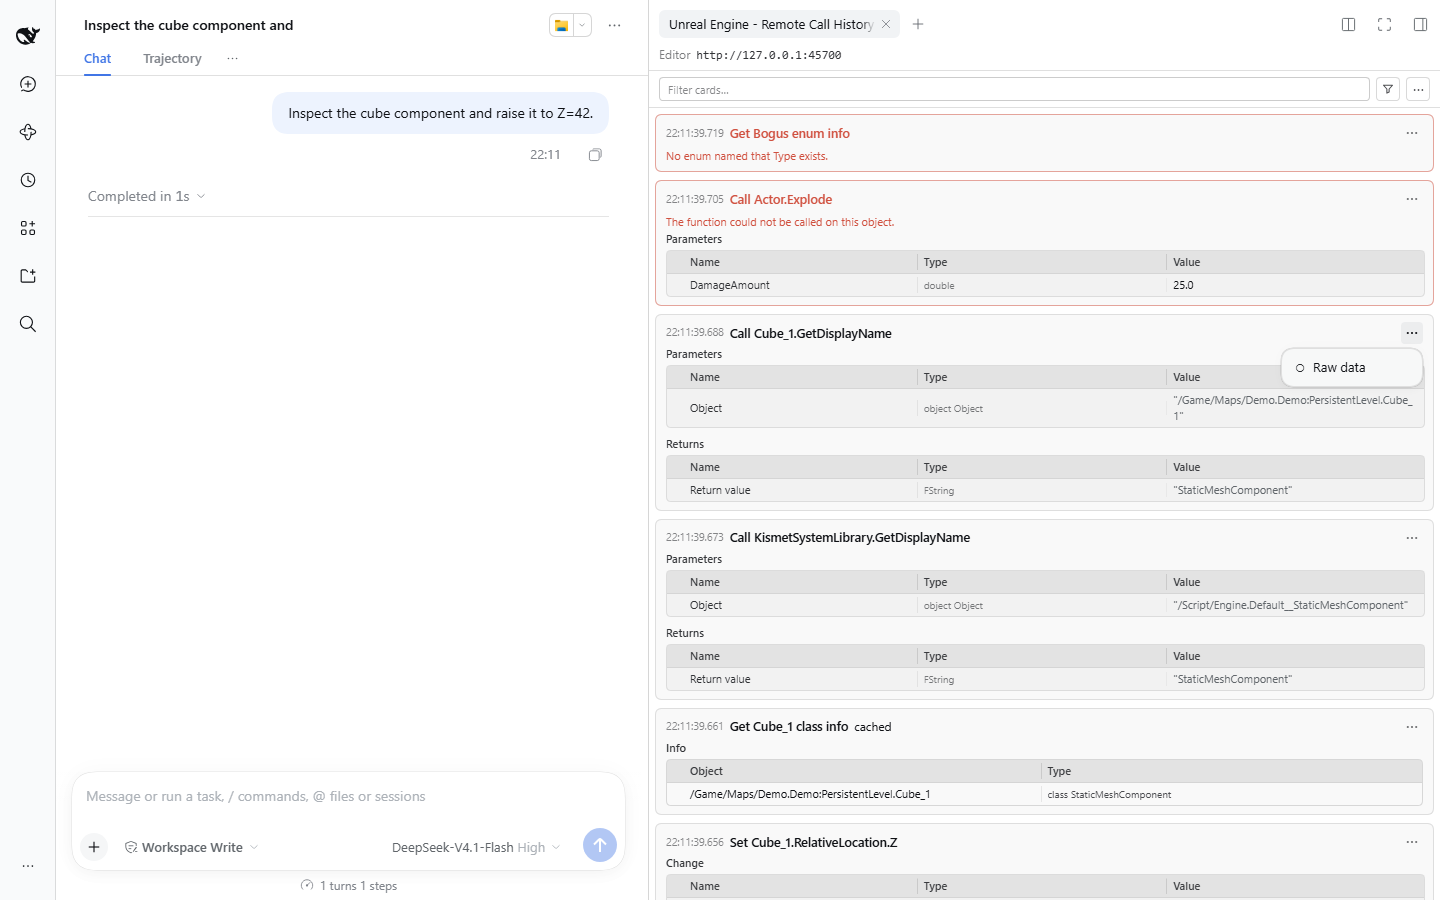 Inspect the cube component and
Chat
Trajectory
Inspect the cube component and raise it to Z=42.
22:11
Completed in 1s
Message or run a task, / commands, @ files or sessions
Workspace Write
DeepSeek-V4.1-Flash High
1 turns 1 steps
Unreal Engine - Remote Call History
Editor http://127.0.0.1:45700
Filter cards...
22:11:39.719 Get Bogus enum info
No enum named that Type exists.
22:11:39.705 Call Actor.Explode
The function could not be called on this object.
Parameters
Name Type Value
DamageAmount double 25.0
22:11:39.688 Call Cube_1.GetDisplayName
Raw data
Parameters
Name Type Value
Object object Object "/Game/Maps/Demo.Demo:PersistentLevel.Cube_
1"
Returns
Name Type Value
Return value FString "StaticMeshComponent"
22:11:39.673 Call KismetSystemLibrary.GetDisplayName
Parameters
Name Type Value
Object object Object "/Script/Engine.Default__StaticMeshComponent"
Returns
Name Type Value
Return value FString "StaticMeshComponent"
22:11:39.661 Get Cube_1 class info cached
Info
Object Type
/Game/Maps/Demo.Demo:PersistentLevel.Cube_1 class StaticMeshComponent
22:11:39.656 Set Cube_1.RelativeLocation.Z
Change
Name Type Value